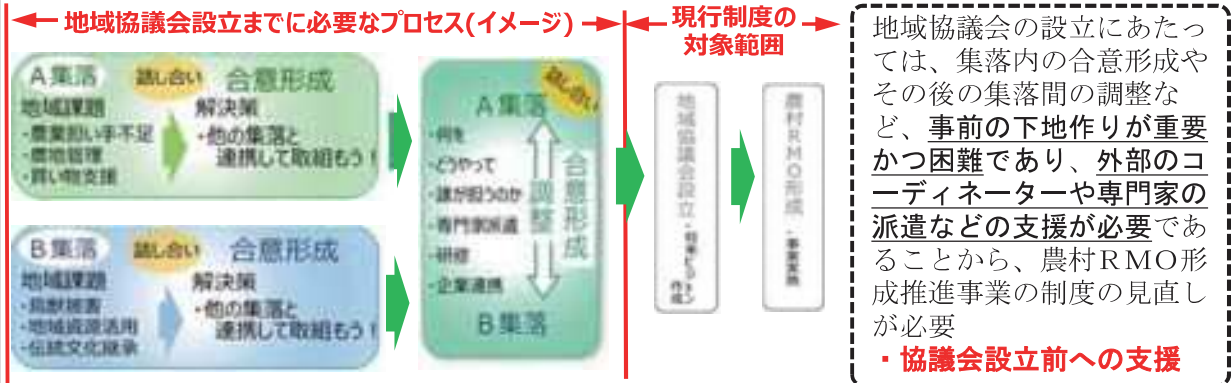 地域協議会設立までに必要なプロセス(イメージ)
現行制度の
対象範囲
A集落
話し合い
合意形成
地域課題
・農業担い手不足
・農地管理
・買い物支援
解決策
・他の集落と
連携して取組もう!
B集落
話し合い
合意形成
地域課題
・鳥獣被害
・地域資源活用
・伝統文化継承
解決策
・他の集落と
連携して取組もう!
話し合い
A集落
・何を
・どうやって
・誰が担うのか
・専門家派遣
・研修
・企業連携
調整
合意形成
B集落
地域協議会設立・将来ビジョン
作成
農村RMO形成・事業実施
地域協議会の設立にあたっ
ては、集落内の合意形成や
その後の集落間の調整な
ど、事前の下地作りが重要
かつ困難であり、外部のコ
ーディネーターや専門家の
派遣などの支援が必要であ
ることから、農村RMO形
成推進事業の制度の見直し
が必要
・協議会設立前への支援